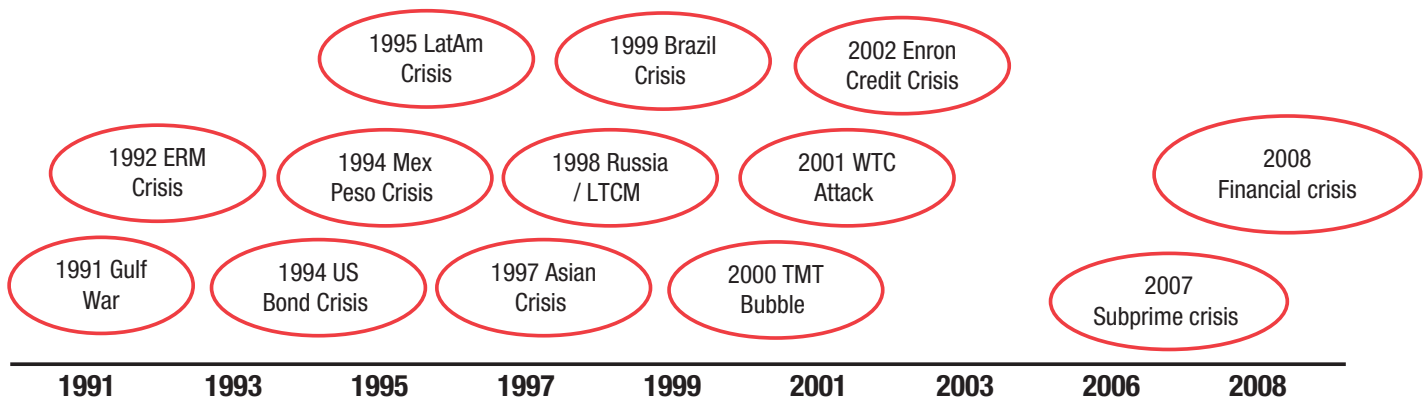 1995 LatAm
Crisis
1999 Brazil
Crisis
2002 Enron
Credit Crisis
1992 ERM
Crisis
1994 Mex
Peso Crisis
1998 Russia
/ LTCM
2001 WTC
Attack
2008
Financial crisis
1991 Gulf
War
1994 US
Bond Crisis
1997 Asian
Crisis
2000 TMT
Bubble
2007
Subprime crisis
1991 1993 1995 1997 1999 2001 2003 2006 2008